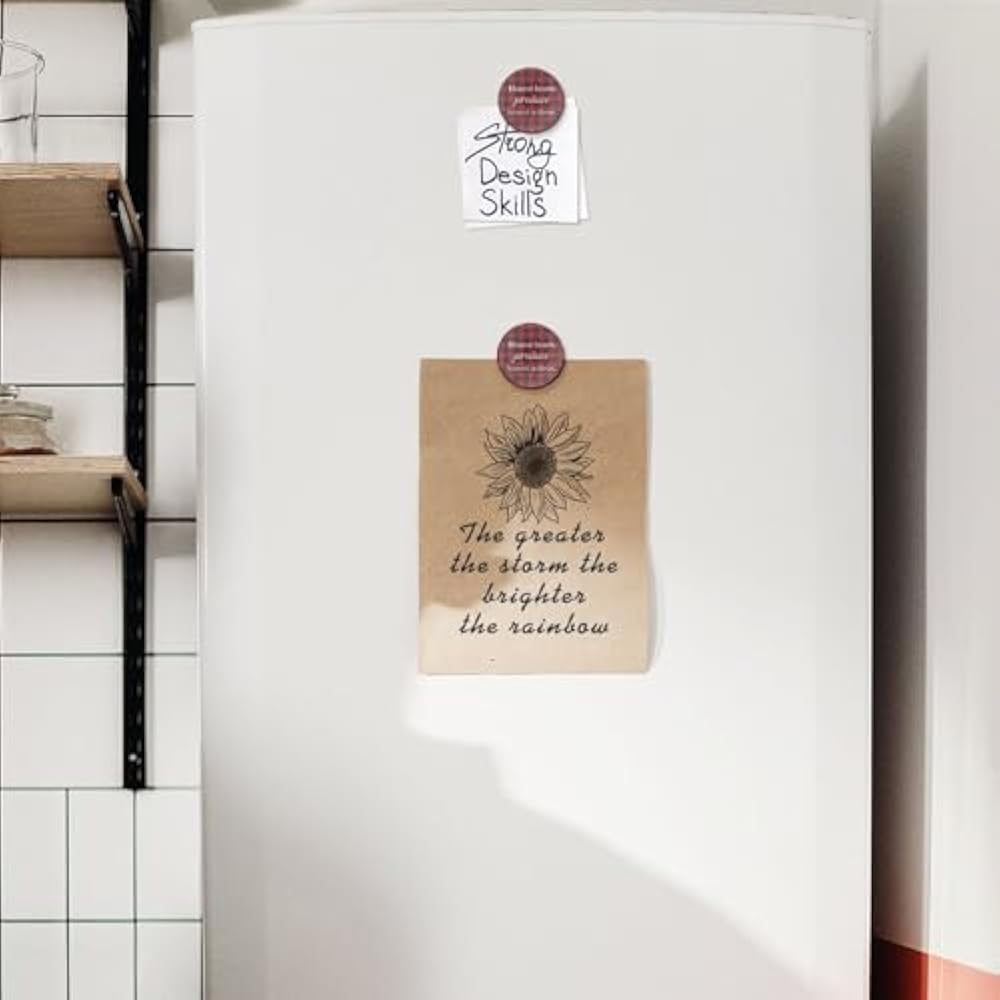 Strong
Design
Skills
The greater
the storm the
brighter
the rainbow